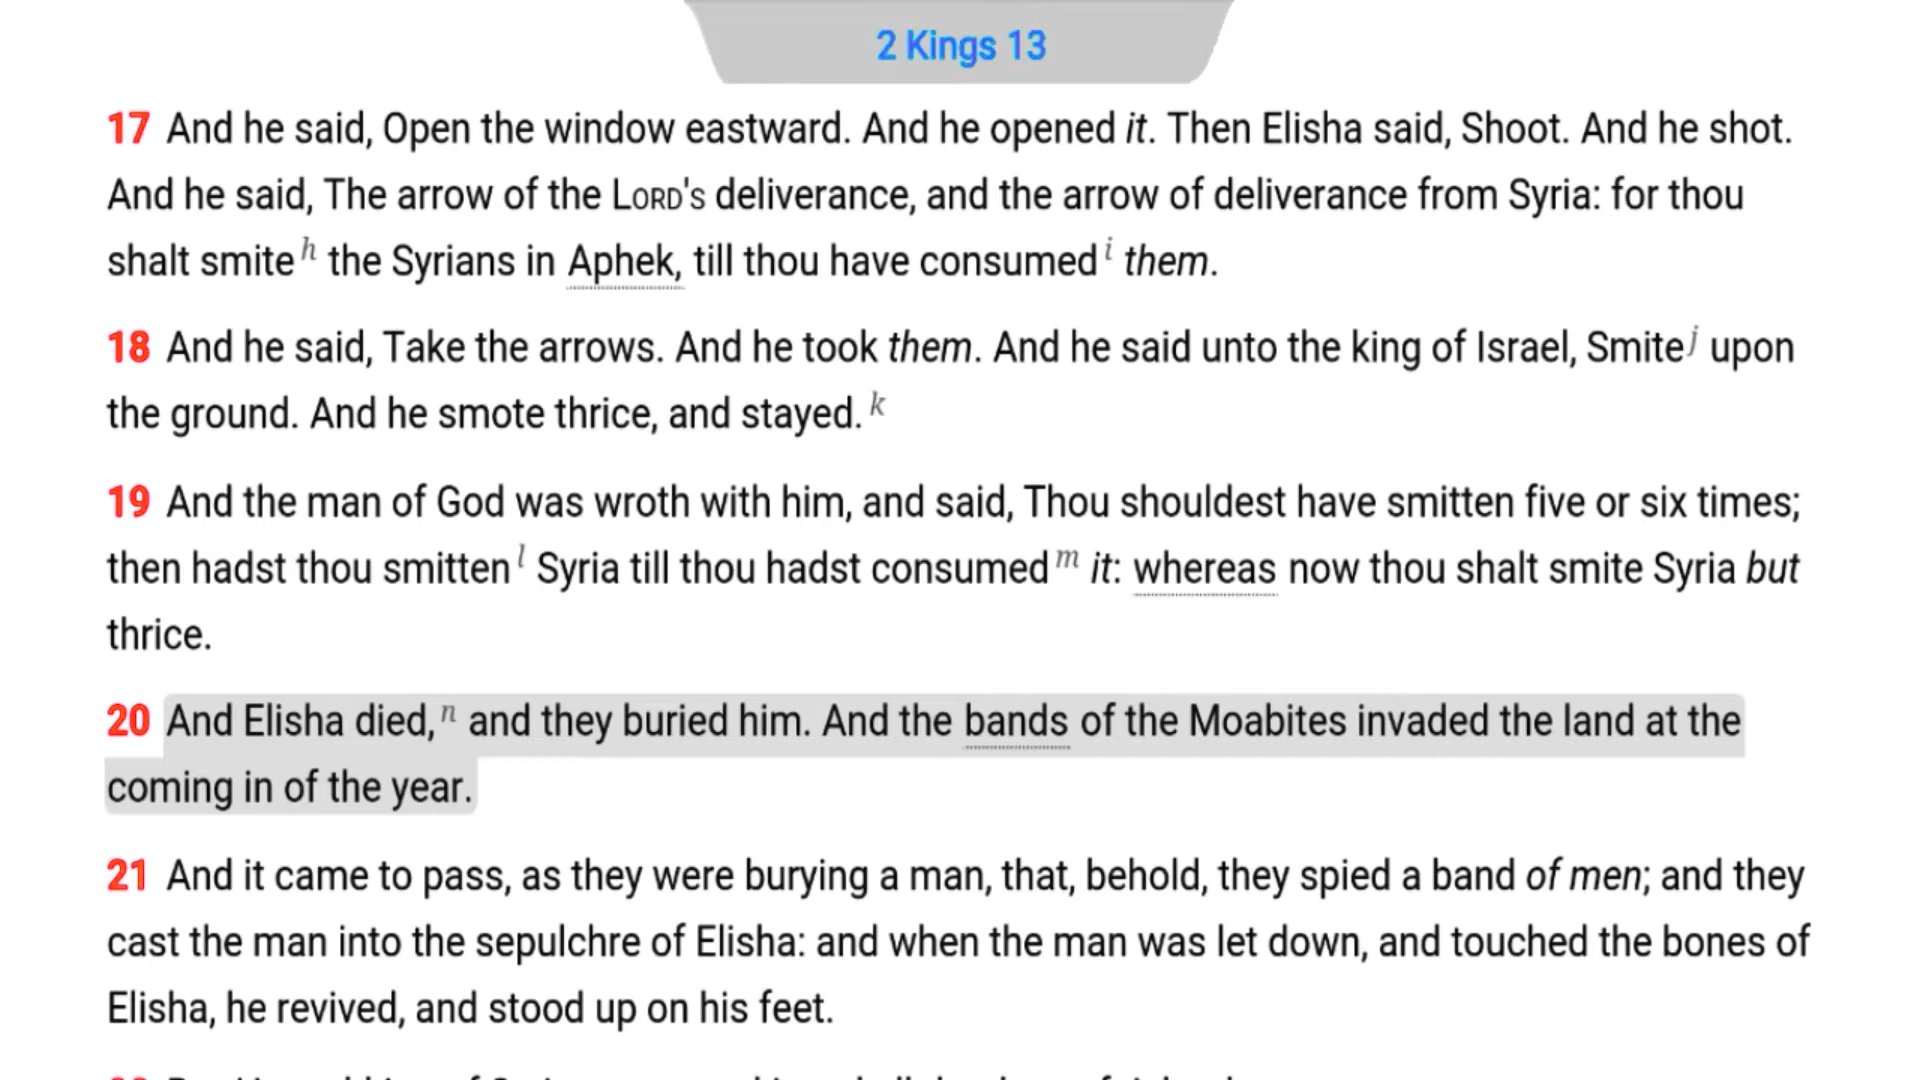 2 Kings 13
17 And he said, Open the window eastward. And he opened it. Then Elisha said, Shoot. And he shot.
And he said, The arrow of the LORD's deliverance, and the arrow of deliverance from Syria: for thou
shalt smite h the Syrians in Aphek, till thou have consumed i them.
18 And he said, Take the arrows. And he took them. And he said unto the king of Israel, Smite j upon
the ground. And he smote thrice, and stayed. k
19 And the man of God was wroth with him, and said, Thou shouldest have smitten five or six times;
then hadst thou smitten l Syria till thou hadst consumed m it: whereas now thou shalt smite Syria but
thrice.
20 And Elisha died, n and they buried him. And the bands of the Moabites invaded the land at the
coming in of the year.
21 And it came to pass, as they were burying a man, that, behold, they spied a band of men; and they
cast the man into the sepulchre of Elisha: and when the man was let down, and touched the bones of
Elisha, he revived, and stood up on his feet.